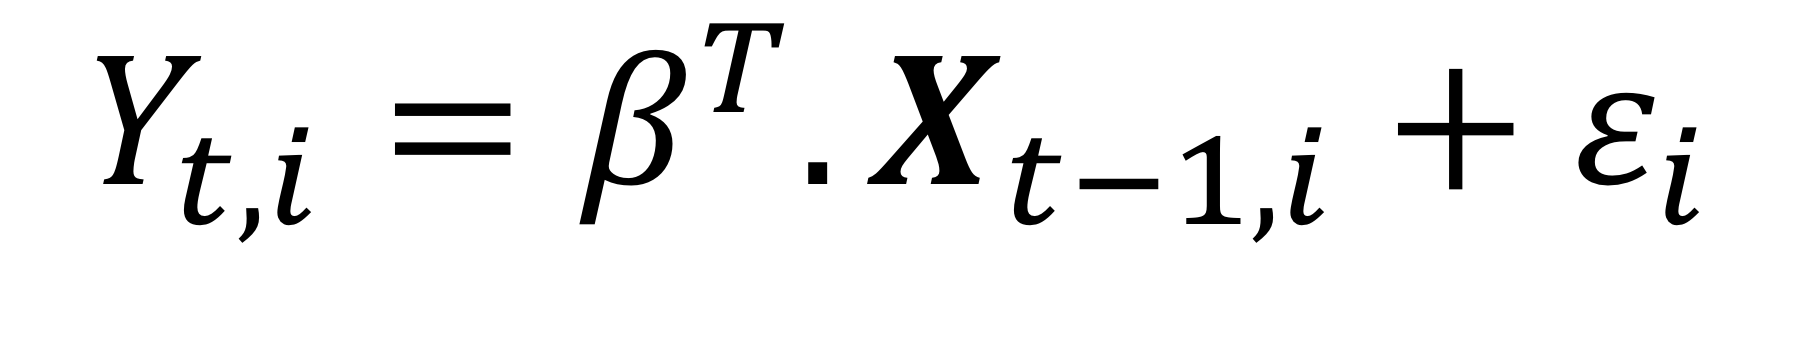 Y_{t,i} = β^T . X_{t−1,i} + ε_i